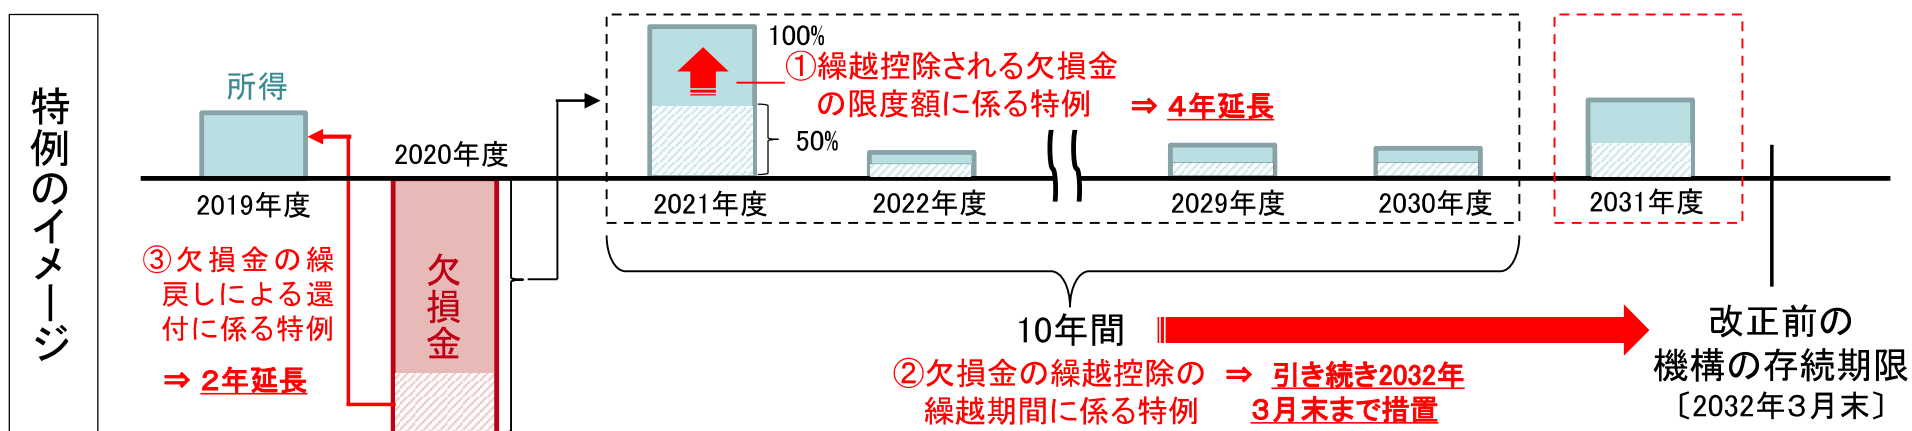 特例のイメージ
所得
2019年度
2020年度
欠損金
③欠損金の繰
戻しによる還
付に係る特例
⇒ 2年延長
100%
50%
①繰越控除される欠損金
の限度額に係る特例 ⇒ 4年延長
2021年度
2022年度
2029年度
2030年度
2031年度
10年間
②欠損金の繰越控除の
繰越期間に係る特例
⇒ 引き続き2032年
3月末まで措置
改正前の
機構の存続期限
〔2032年3月末〕